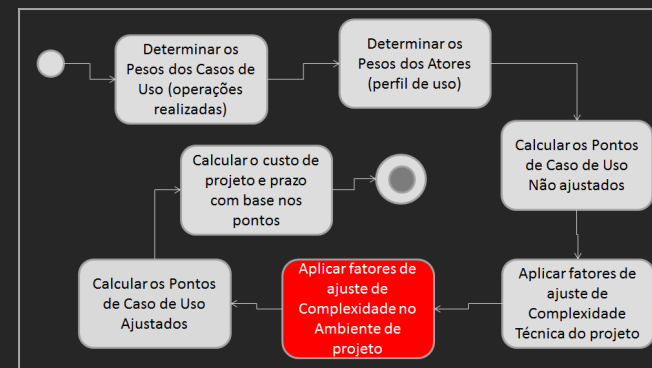 Determinar os
Pesos dos Casos de
Uso (operações
realizadas)
Determinar os
Pesos dos Atores
(perfil de uso)
Calcular os Pontos
de Caso de Uso
Não ajustados
Aplicar fatores de
ajuste de
Complexidade
Técnica do projeto
Aplicar fatores de
ajuste de
Complexidade no
Ambiente de
projeto
Calcular os Pontos
de Caso de Uso
Ajustados
Calcular o custo de
projeto e prazo
com base nos
pontos